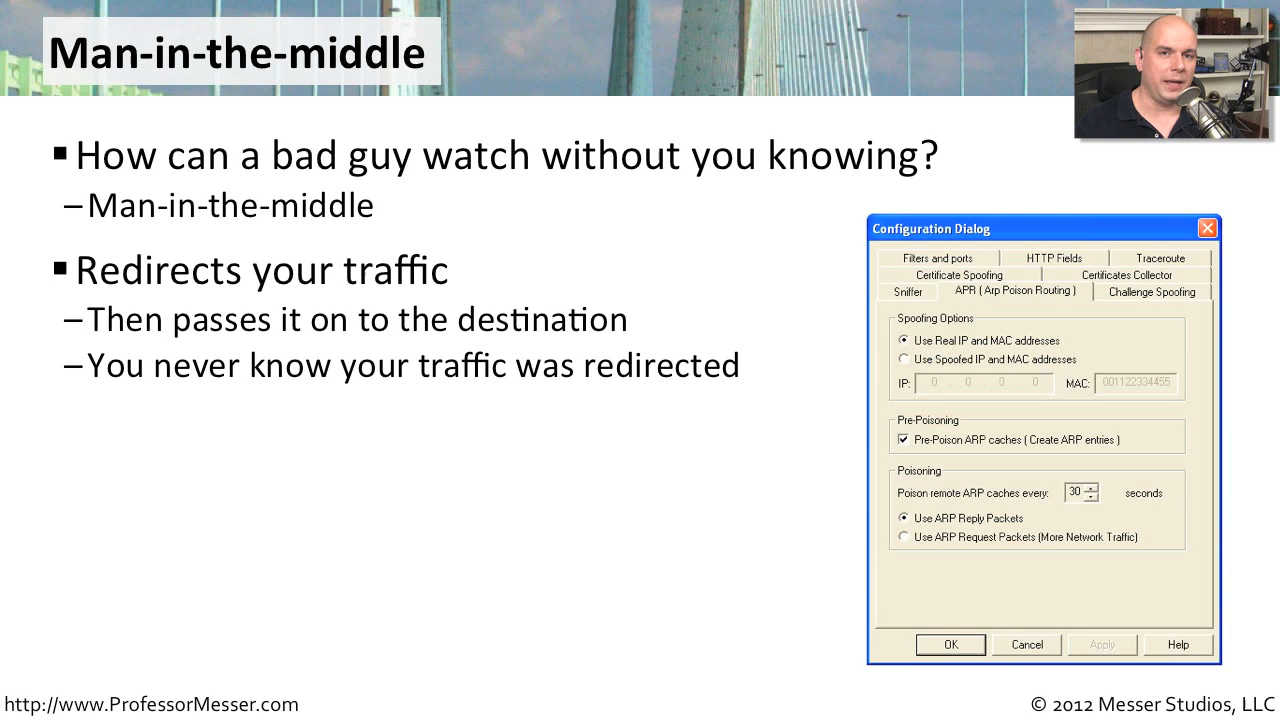 Man-in-the-middle
▪ How can a bad guy watch without you knowing?
– Man-in-the-middle
▪ Redirects your traffic
– Then passes it on to the destination
– You never know your traffic was redirected
Configuration Dialog
Filters and ports HTTP Fields Traceroute
Certificate Spoofing Certificates Collector
Sniffer APR ( Arp Poison Routing ) Challenge Spoofing
Spoofing Options
Use Real IP and MAC addresses
Use Spoofed IP and MAC addresses
IP: 0 . 0 . 0 . 0 MAC: 001122334455
Pre-Poisoning
Pre-Poison ARP caches ( Create ARP entries )
Poisoning
Poison remote ARP caches every: 30 seconds
Use ARP Reply Packets
Use ARP Request Packets (More Network Traffic)
OK Cancel Apply Help
http://www.ProfessorMesser.com
© 2012 Messer Studios, LLC